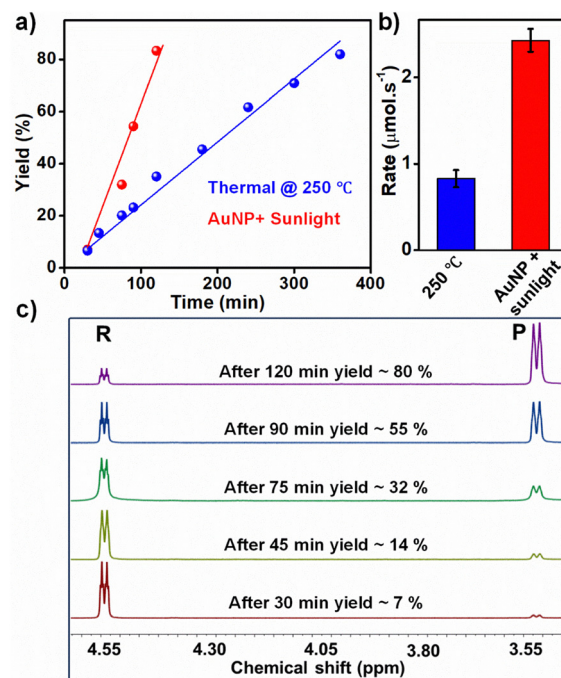 a)
Yield (%)
80
60
40
20
0
Thermal @ 250 ℃
AuNP+ Sunlight
0 100 200 300 400
Time (min)
b)
Rate (μmol.s⁻¹)
2
1
0
250 ℃
AuNP+
sunlight
c)
R
P
After 120 min yield ~ 80 %
After 90 min yield ~ 55 %
After 75 min yield ~ 32 %
After 45 min yield ~ 14 %
After 30 min yield ~ 7 %
4.55 4.30 4.05 3.80 3.55
Chemical shift (ppm)